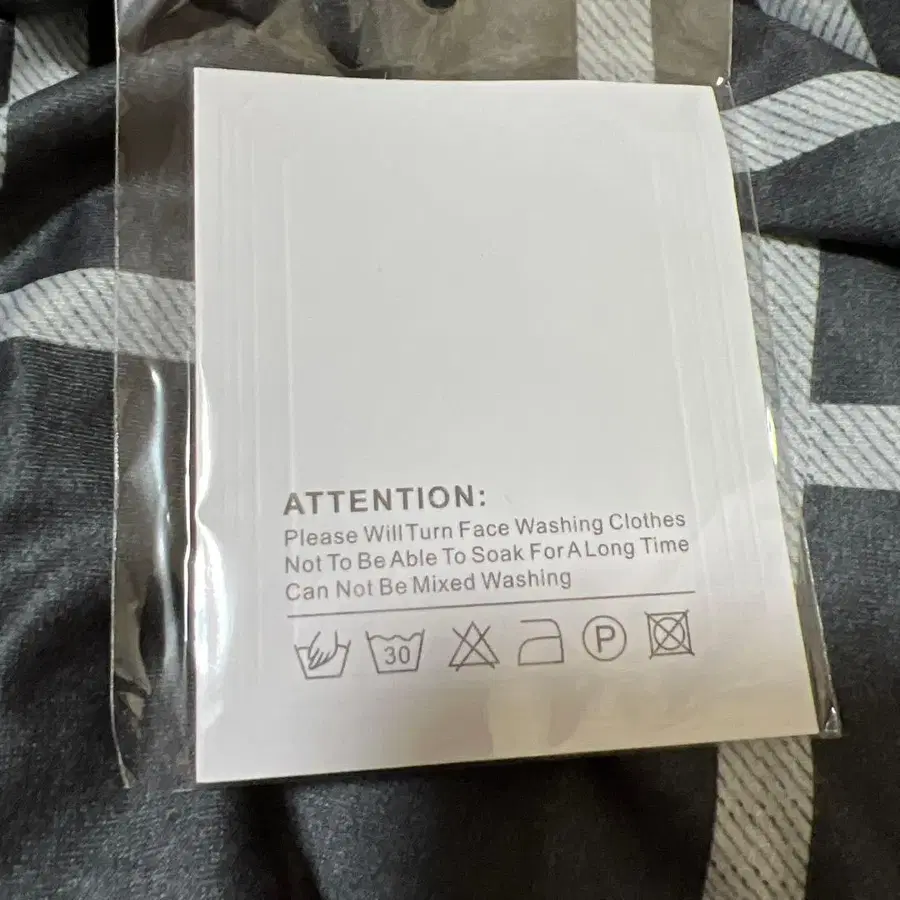 ATTENTION:
Please Will Turn Face Washing Clothes
Not To Be Able To Soak For A Long Time
Can Not Be Mixed Washing
30 P